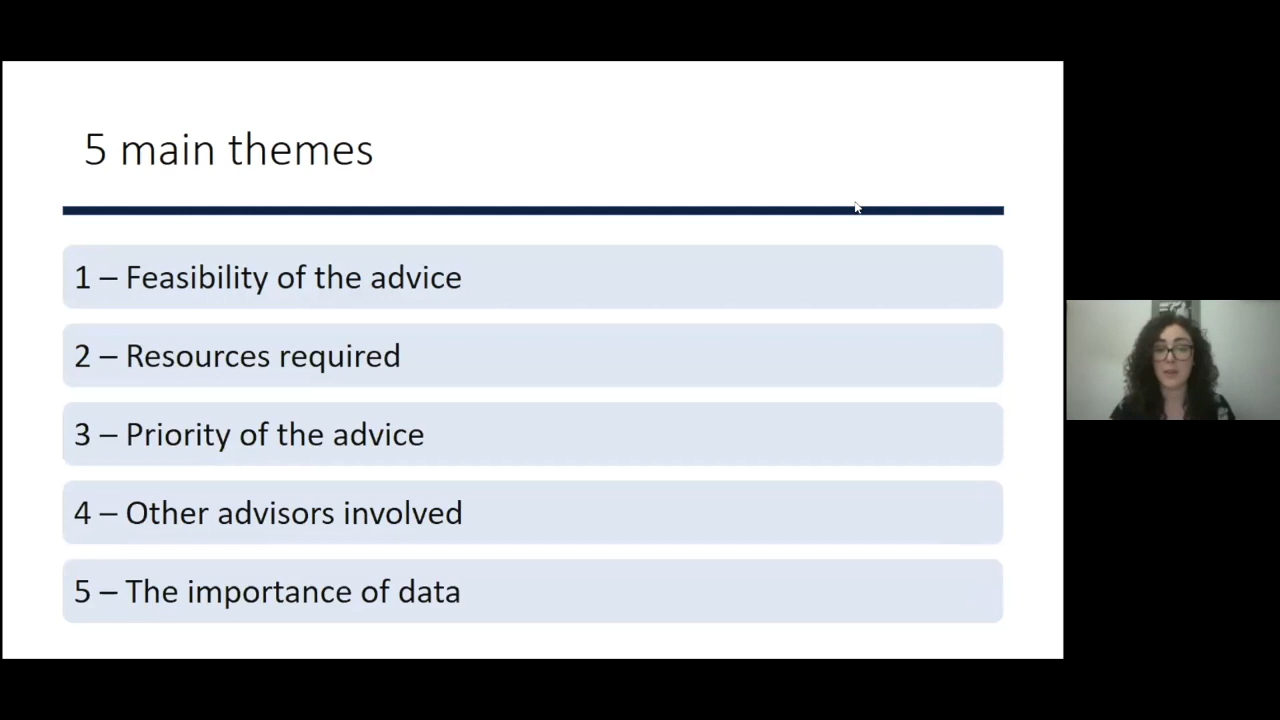 5 main themes
1 – Feasibility of the advice
2 – Resources required
3 – Priority of the advice
4 – Other advisors involved
5 – The importance of data